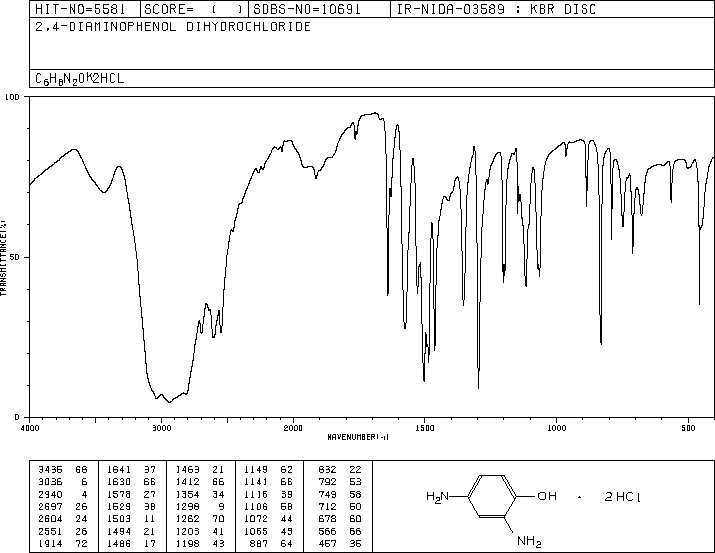 HIT-NO=5581 SCORE= ( ) SDBS-NO=10691 IR-NIDA-03589 : KBR DISC
2,4-DIAMINOPHENOL DIHYDROCHLORIDE
C6H8N2O·2HCL
100
50
0
TRANSMITTANCE(%)
4000 3000 2000 1500 1000 500
WAVENUMBER(-1)
3435 68 1641 37 1463 21 1149 62 832 22
3036 6 1630 66 1412 66 1141 66 792 53
2940 4 1578 27 1354 34 1116 39 749 58
2697 26 1529 38 1298 9 1106 58 712 50
2604 24 1503 11 1262 70 1072 44 678 60
2551 26 1494 21 1203 41 1065 49 566 66
1914 72 1486 17 1198 43 887 64 457 35
H2N OH · 2HCl
NH2